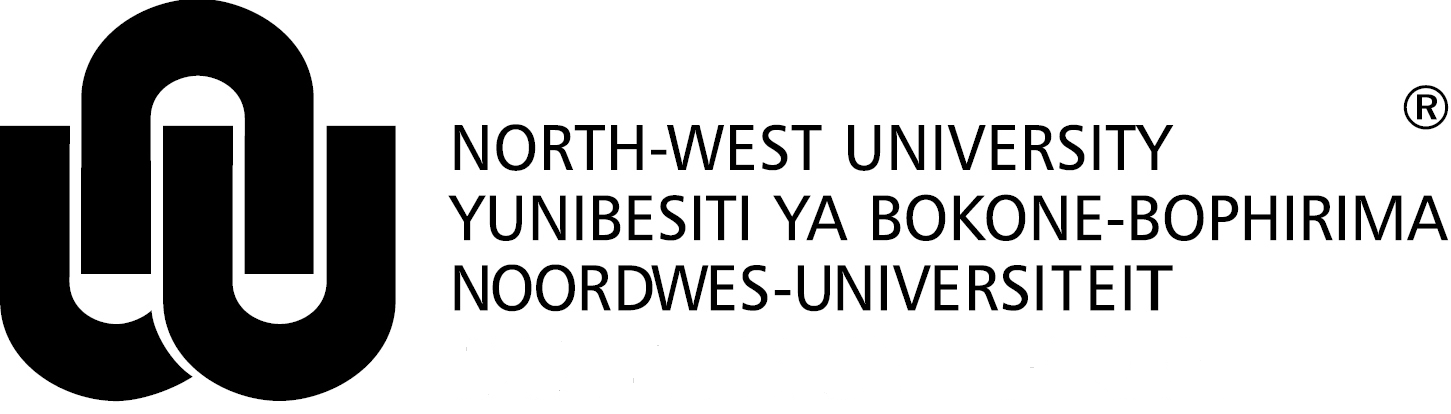 ®
NORTH-WEST UNIVERSITY
YUNIBESITI YA BOKONE-BOPHIRIMA
NOORDWES-UNIVERSITEIT